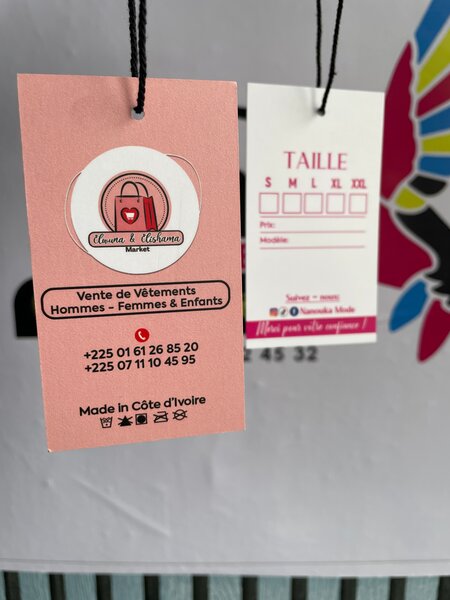 Elvuna & Elishama
Market
Vente de Vêtements
Hommes - Femmes & Enfants
+225 01 61 26 85 20
+225 07 11 10 45 95
Made in Côte d'Ivoire
TAILLE
S M L XL XXL
Prix:
Modèle:
Suivez - nous:
Nanouka Mode
Merci pour votre confiance !
2 45 32